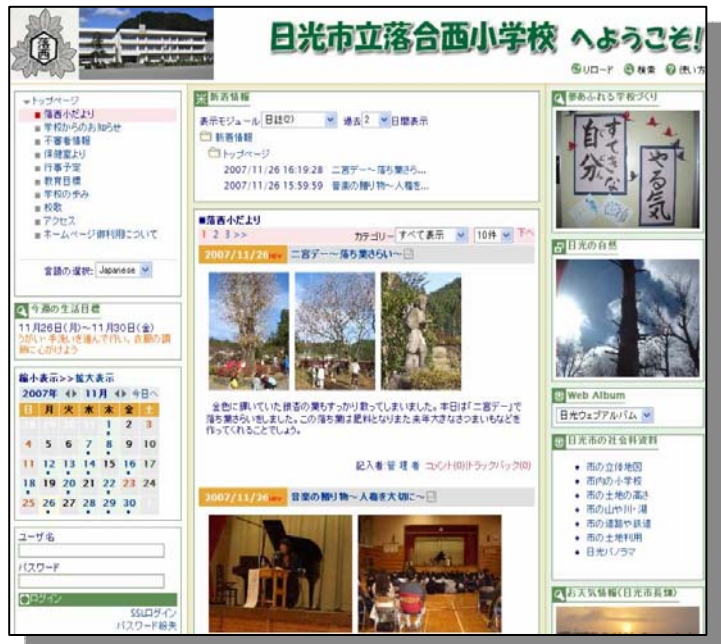 落西
日光市立落合西小学校 へようこそ!
リロード 検索 使い方
トップページ
落西小だより
学校からのお知らせ
不審者情報
保健室より
行事予定
教育目標
学校の歩み
校歌
アクセス
ホームページ御利用について
言語の選択: Japanese
今週の生活目標
11月26日(月)~11月30日(金)
うがい・手洗いを進んで行い、衣服の調節に心がけよう
縮小表示>>拡大表示
2007年 11月 今日へ
日 月 火 水 木 金 土
28 29 30 31 1 2 3
4 5 6 7 8 9 10
11 12 13 14 15 16 17
18 19 20 21 22 23 24
25 26 27 28 29 30 1
ユーザ名
パスワード
ログイン
SSLログイン
パスワード紛失
新着情報
表示モジュール 日誌(2) 過去 2 日間表示
新着情報
トップページ
2007/11/26 16:19:28 二宮デー~落ち葉さら...
2007/11/26 15:59:59 音楽の贈り物~人権を...
■落西小だより
1 2 3 >> カテゴリー すべて表示 10件 下へ
2007/11/26 new 二宮デー~落ち葉さらい~
金色に輝いていた銀杏の葉もすっかり散ってしまいました。本日は「二宮デー」で
落ち葉さらいをしました。この落ち葉は肥料となりまた来年大きなさつまいもなどを
作ってくれることでしょう。
記入者:管理者 コメント(0)|トラックバック(0)
2007/11/26 new 音楽の贈り物~人権を大切に~
夢あふれる学校づくり
すてきな自分
やる気
日光の自然
Web Album
日光ウェブアルバム
日光市の社会科資料
市の立体地図
市内の小学校
市の土地の高さ
市の山や川・湖
市の道路や鉄道
市の土地利用
日光パノラマ
お天気情報(日光市長畑)